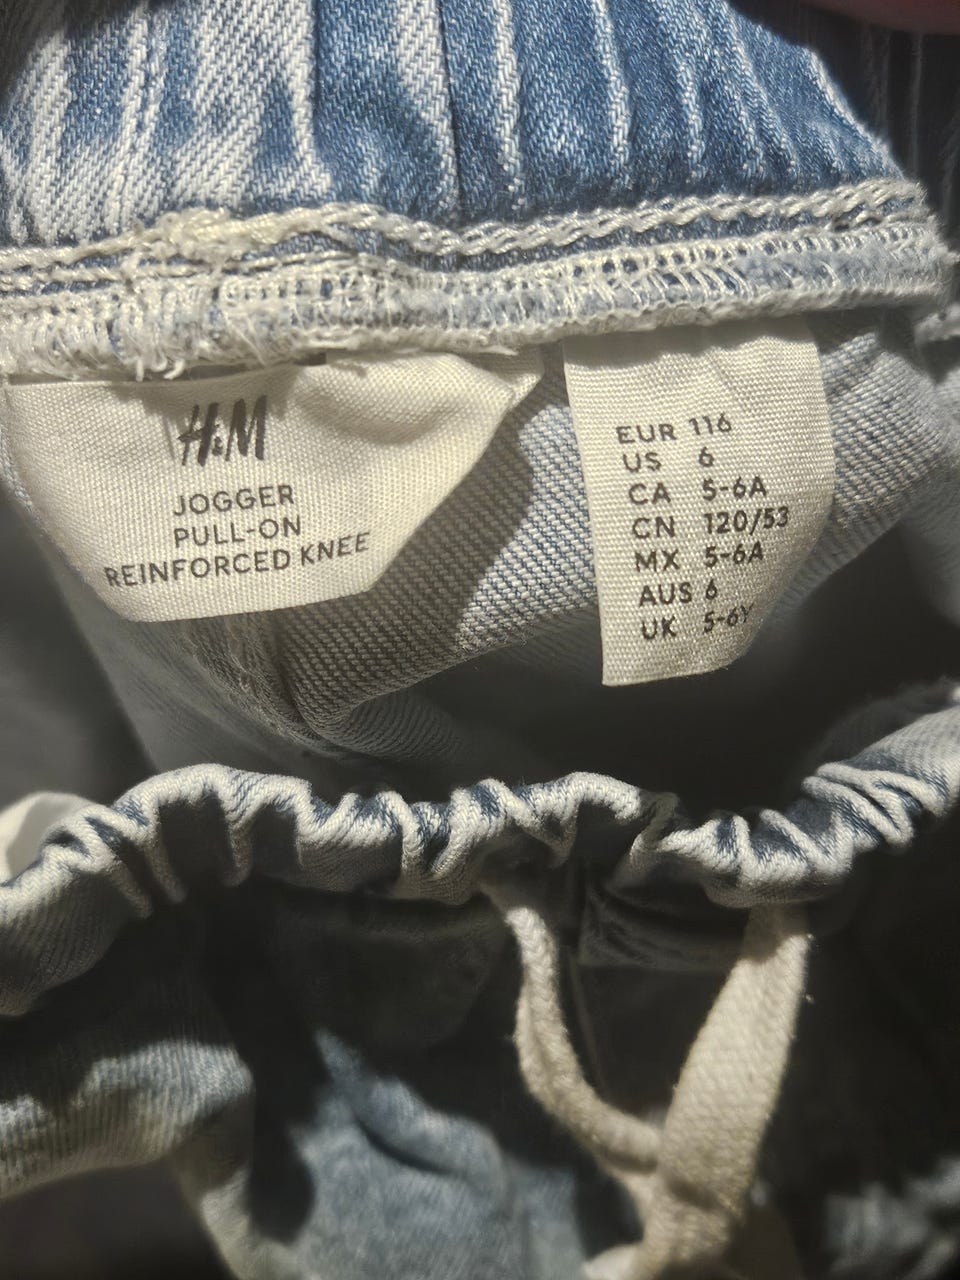 H&M
JOGGER
PULL-ON
REINFORCED KNEE
EUR 116
US 6
CA 5-6A
CN 120/53
MX 5-6A
AUS 6
UK 5-6Y